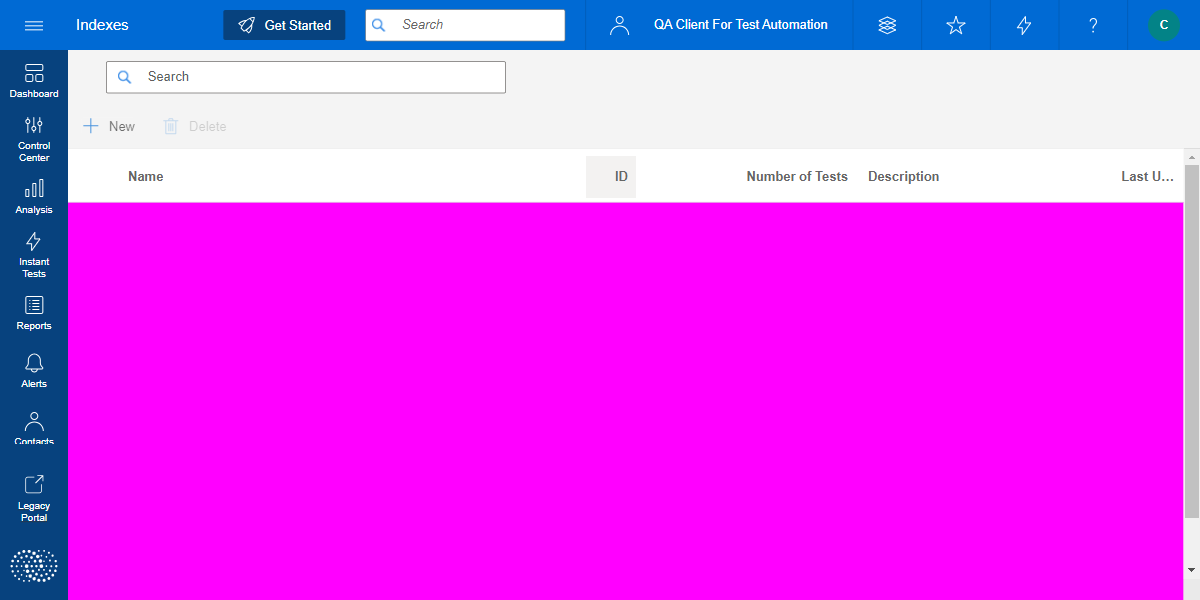 Indexes
Get Started
Search
QA Client For Test Automation
?
C
Dashboard
Control
Center
Analysis
Instant
Tests
Reports
Alerts
Contacts
Legacy
Portal
Search
New
Delete
Name
ID
Number of Tests
Description
Last U...